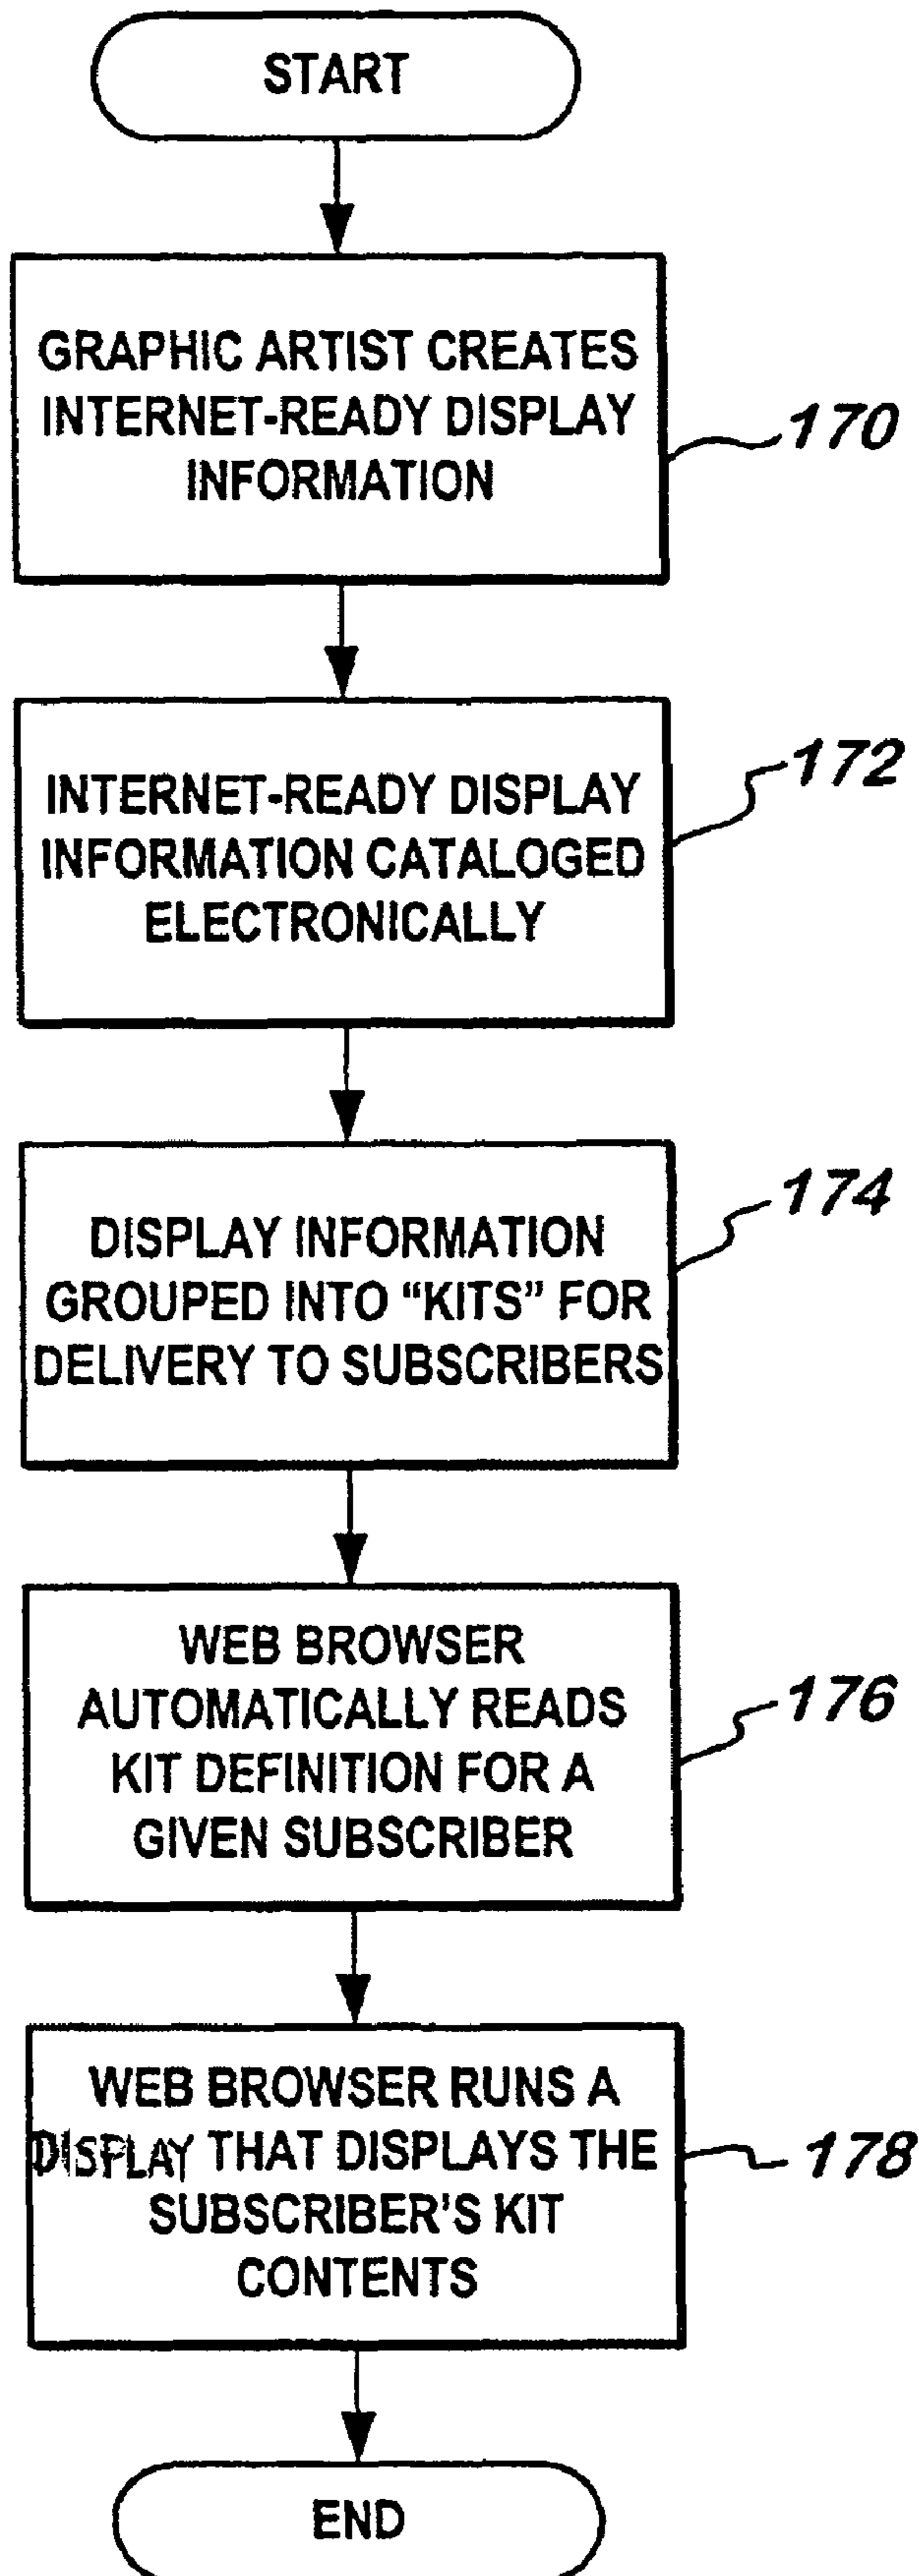 START
GRAPHIC ARTIST CREATES
INTERNET-READY DISPLAY
INFORMATION
170
INTERNET-READY DISPLAY
INFORMATION CATALOGED
ELECTRONICALLY
172
DISPLAY INFORMATION
GROUPED INTO “KITS” FOR
DELIVERY TO SUBSCRIBERS
174
WEB BROWSER
AUTOMATICALLY READS
KIT DEFINITION FOR A
GIVEN SUBSCRIBER
176
WEB BROWSER RUNS A
DISPLAY THAT DISPLAYS THE
SUBSCRIBER’S KIT
CONTENTS
178
END